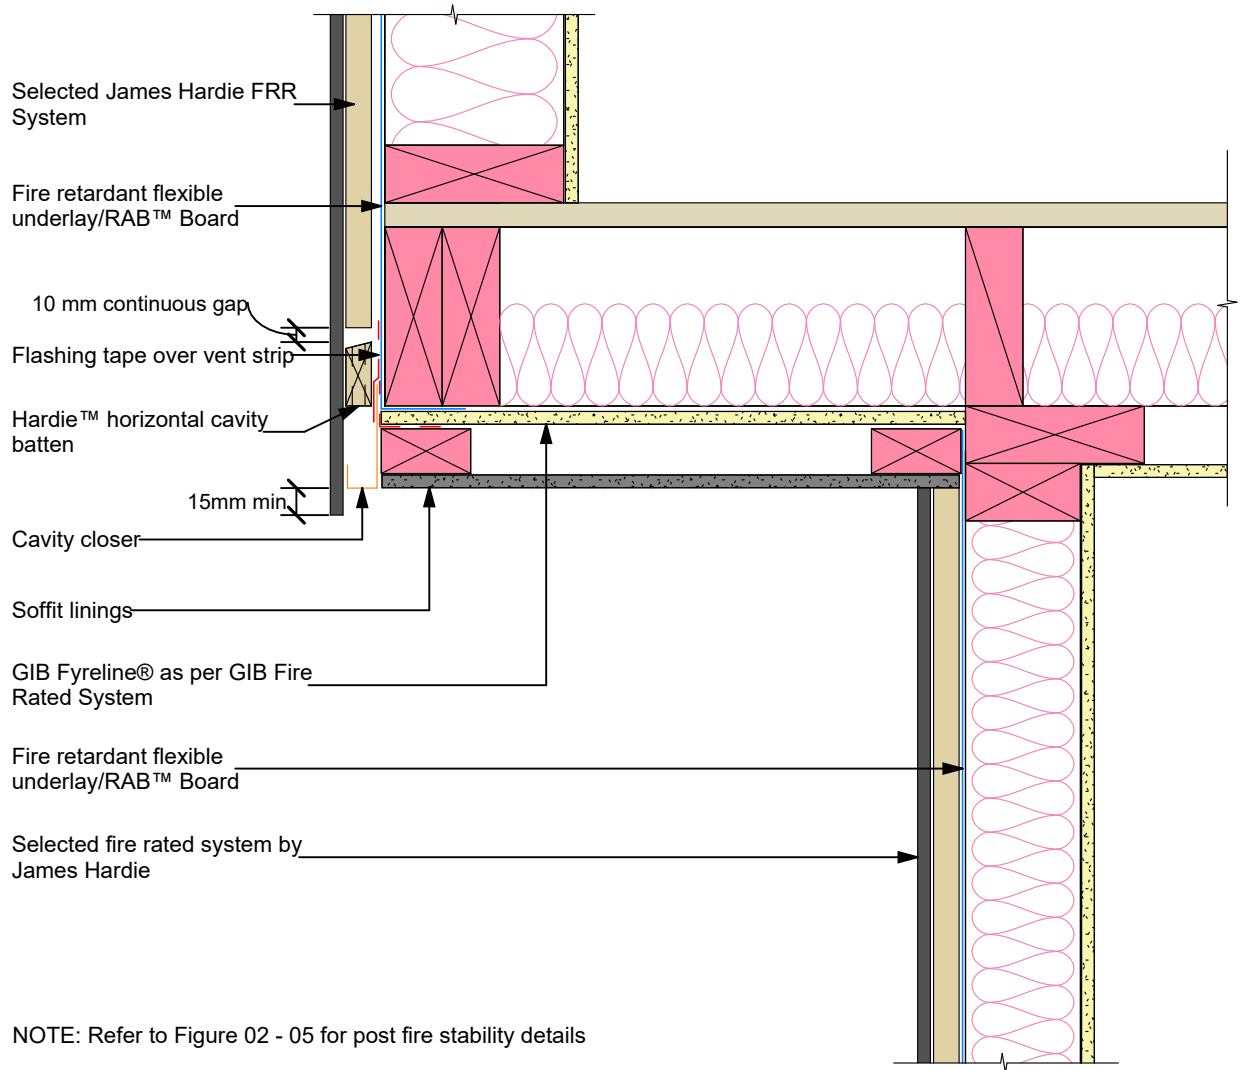 Selected James Hardie FRR
System
Fire retardant flexible
underlay/RAB™ Board
10 mm continuous gap
Flashing tape over vent strip
Hardie™ horizontal cavity
batten
15mm min
Cavity closer
Soffit linings
GIB Fyreline® as per GIB Fire
Rated System
Fire retardant flexible
underlay/RAB™ Board
Selected fire rated system by
James Hardie
NOTE: Refer to Figure 02 - 05 for post fire stability details